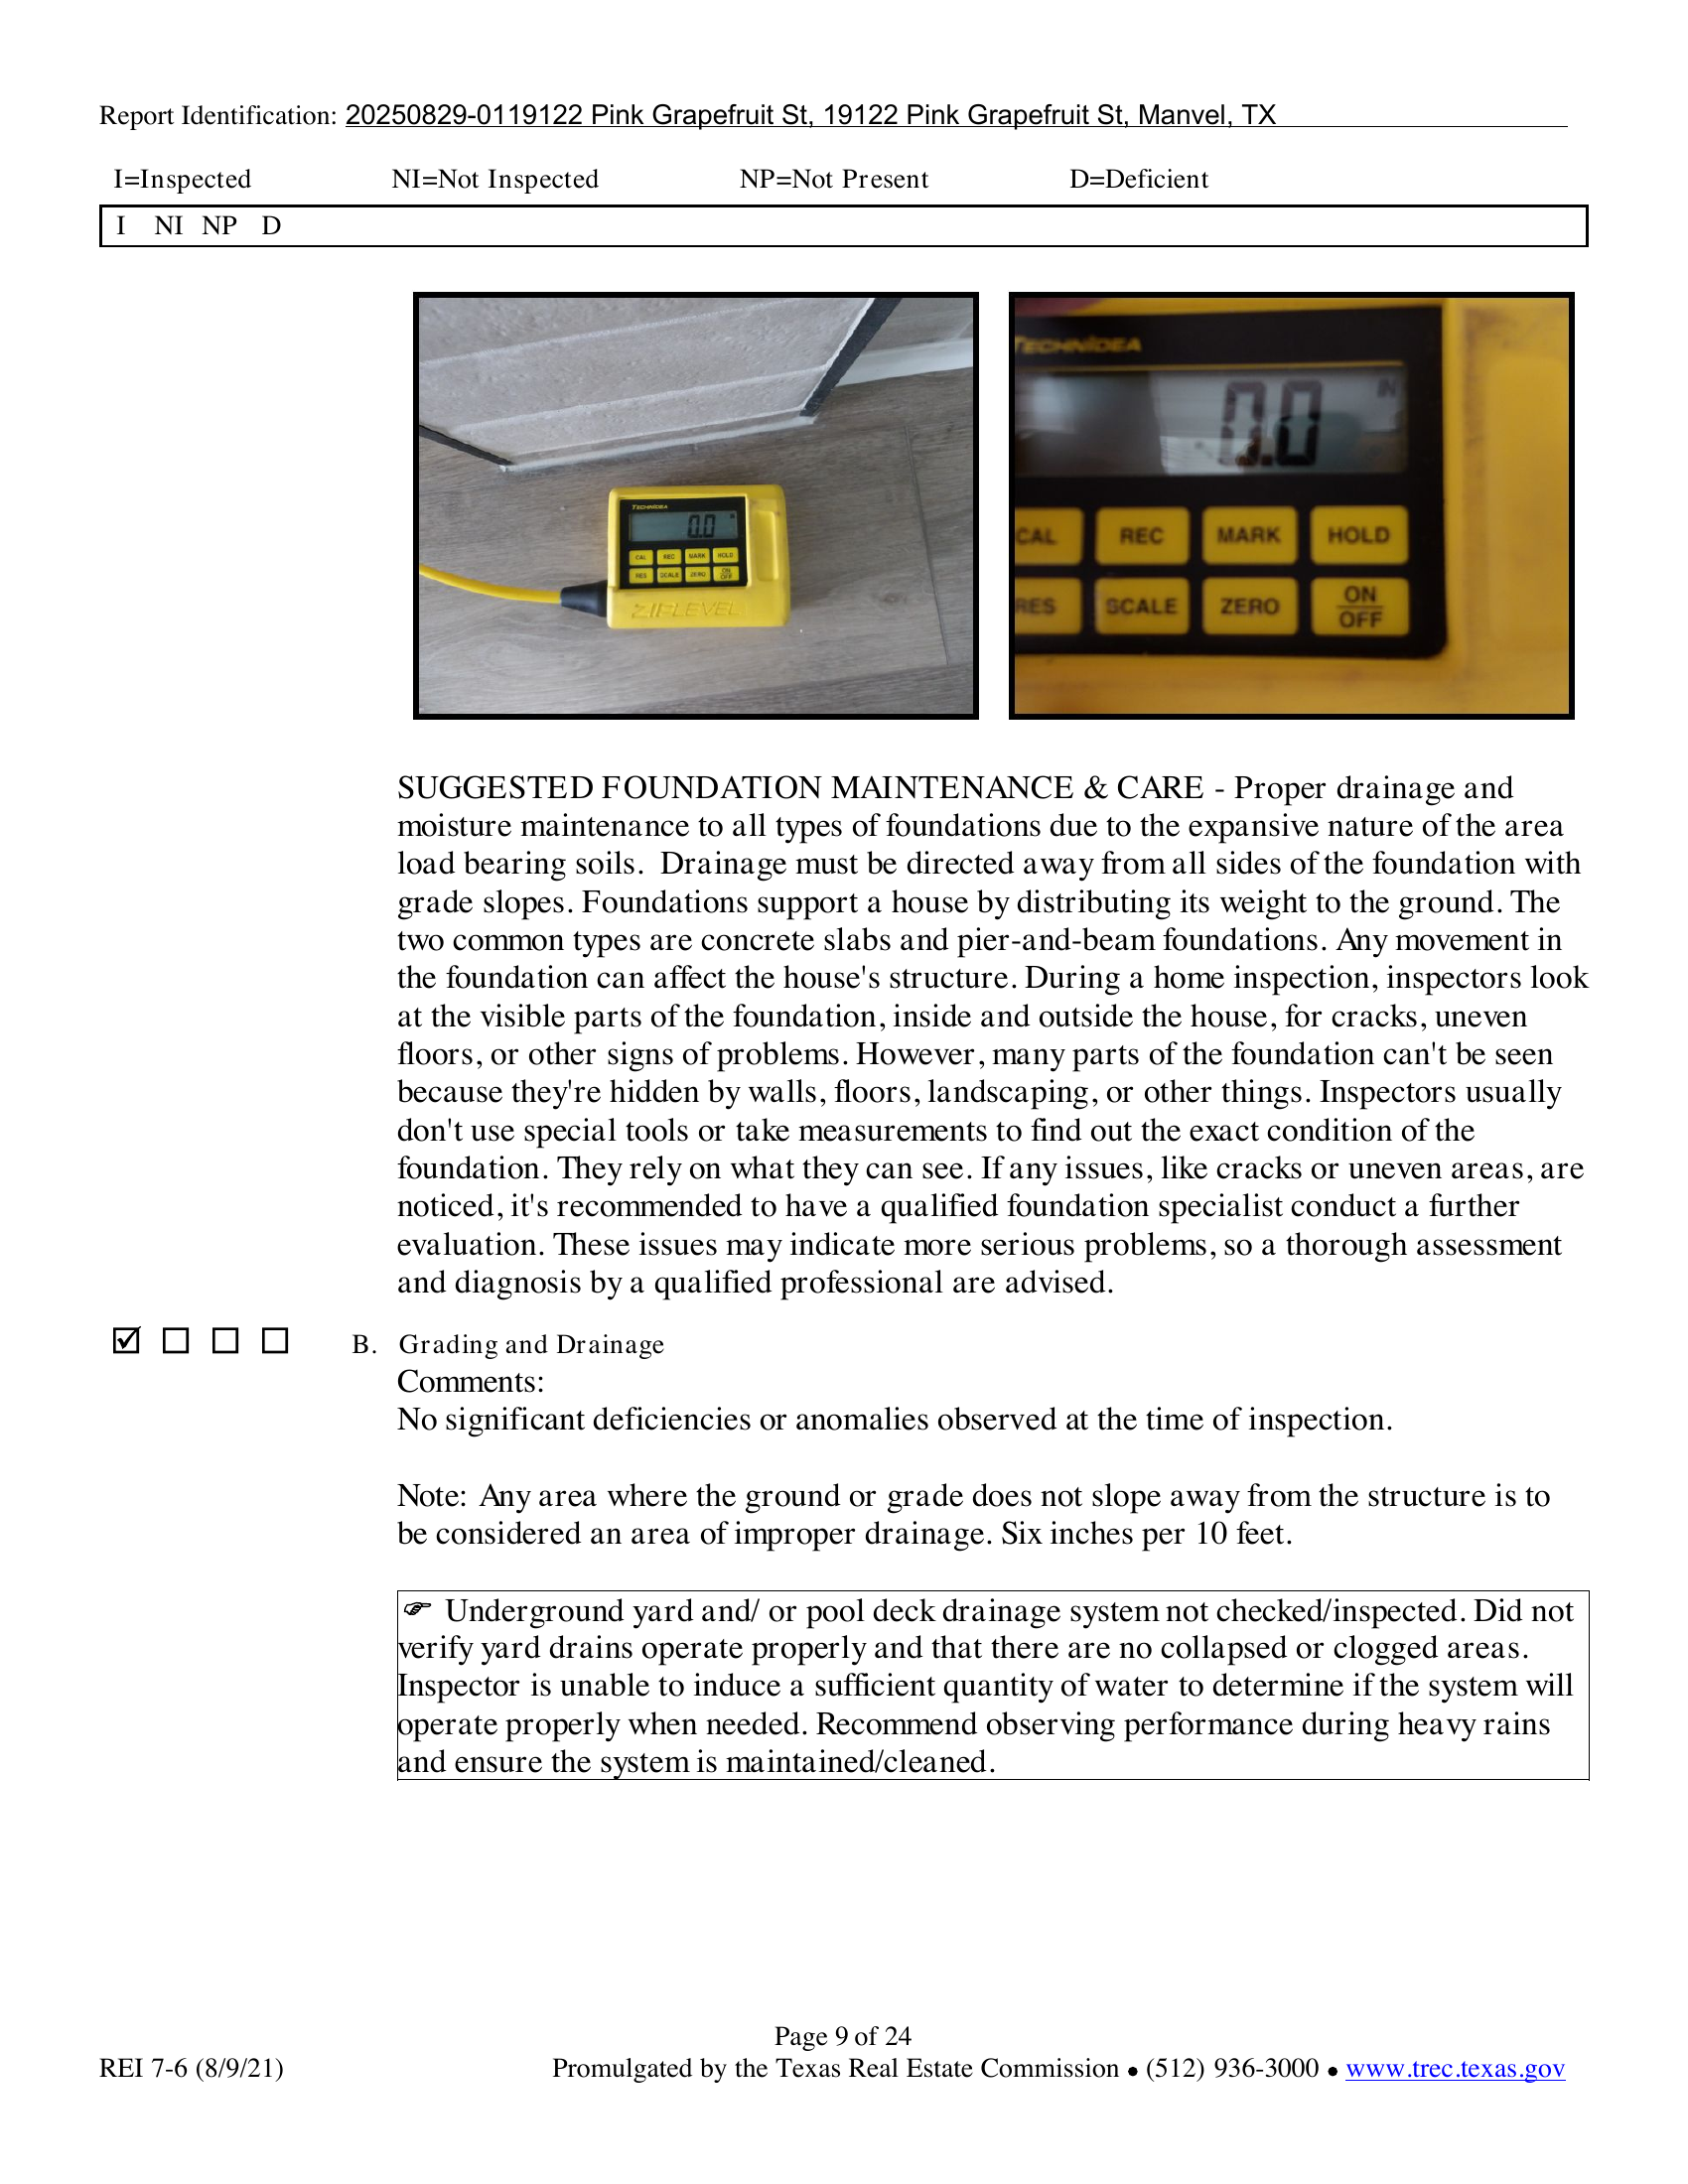 Report Identification: 20250829-0119122 Pink Grapefruit St, 19122 Pink Grapefruit St, Manvel, TX
I=Inspected NI=Not Inspected NP=Not Present D=Deficient
I NI NP D
TECHNIDEA
0.0 IN
CAL REC MARK HOLD
RES SCALE ZERO ON/OFF
ZIPLEVEL
TECHNIDEA
0.0 IN
CAL REC MARK HOLD
RES SCALE ZERO ON/OFF
SUGGESTED FOUNDATION MAINTENANCE & CARE - Proper drainage and
moisture maintenance to all types of foundations due to the expansive nature of the area
load bearing soils. Drainage must be directed away from all sides of the foundation with
grade slopes. Foundations support a house by distributing its weight to the ground. The
two common types are concrete slabs and pier-and-beam foundations. Any movement in
the foundation can affect the house's structure. During a home inspection, inspectors look
at the visible parts of the foundation, inside and outside the house, for cracks, uneven
floors, or other signs of problems. However, many parts of the foundation can't be seen
because they're hidden by walls, floors, landscaping, or other things. Inspectors usually
don't use special tools or take measurements to find out the exact condition of the
foundation. They rely on what they can see. If any issues, like cracks or uneven areas, are
noticed, it's recommended to have a qualified foundation specialist conduct a further
evaluation. These issues may indicate more serious problems, so a thorough assessment
and diagnosis by a qualified professional are advised.
B. Grading and Drainage
Comments:
No significant deficiencies or anomalies observed at the time of inspection.
Note: Any area where the ground or grade does not slope away from the structure is to
be considered an area of improper drainage. Six inches per 10 feet.
☞ Underground yard and/ or pool deck drainage system not checked/inspected. Did not
verify yard drains operate properly and that there are no collapsed or clogged areas.
Inspector is unable to induce a sufficient quantity of water to determine if the system will
operate properly when needed. Recommend observing performance during heavy rains
and ensure the system is maintained/cleaned.
Page 9 of 24
REI 7-6 (8/9/21) Promulgated by the Texas Real Estate Commission ● (512) 936-3000 ● www.trec.texas.gov